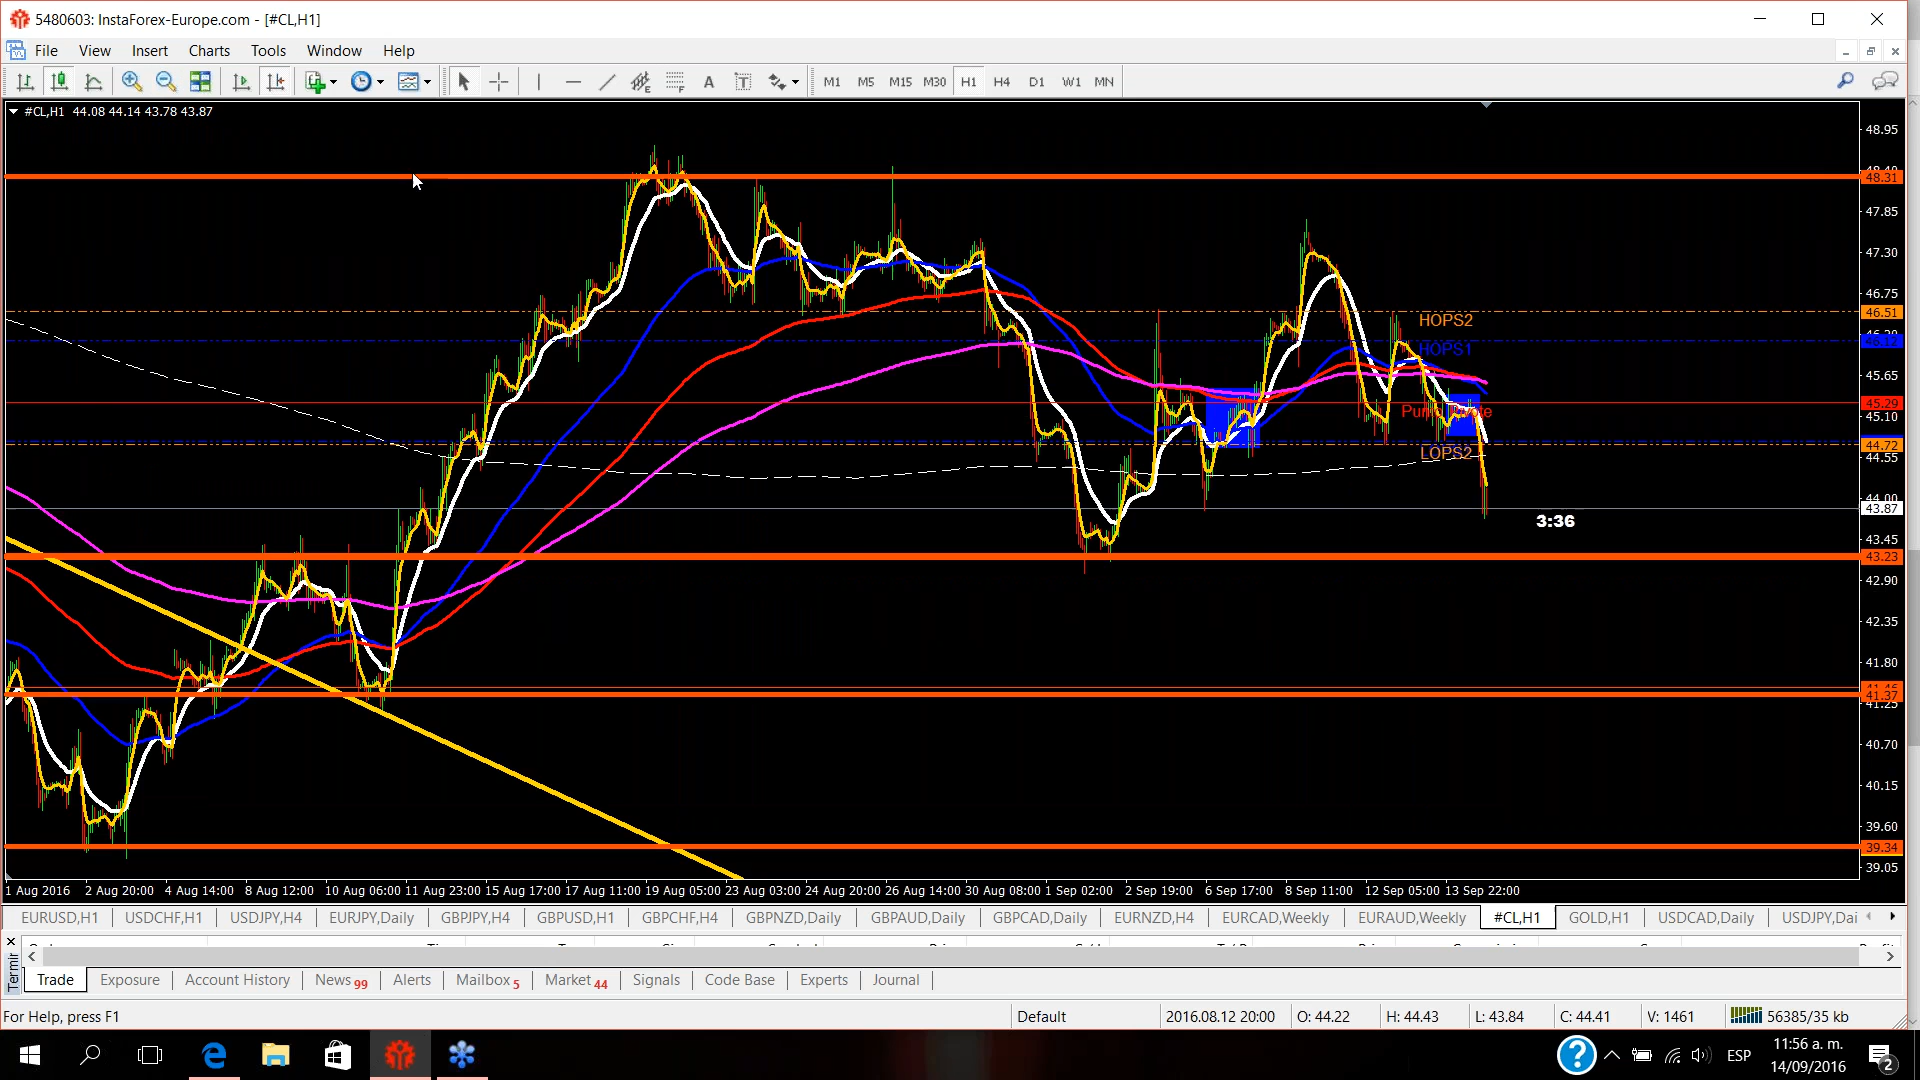 5480603: InstaForex-Europe.com - [#CL,H1]
File View Insert Charts Tools Window Help
M1 M5 M15 M30 H1 H4 D1 W1 MN
#CL,H1 44.08 44.14 43.78 43.87
48.95
48.31
47.85
47.30
46.75
HOPS2
46.51
HOPS1
46.12
45.65
45.29
45.10
LOPS2
44.72
44.55
44.00
43.87
3:36
43.45
43.23
42.90
42.35
41.80
41.37
41.25
40.70
40.15
39.60
39.34
39.05
1 Aug 2016 2 Aug 20:00 4 Aug 14:00 8 Aug 12:00 10 Aug 06:00 11 Aug 23:00 15 Aug 17:00 17 Aug 11:00 19 Aug 05:00 23 Aug 03:00 24 Aug 20:00 26 Aug 14:00 30 Aug 08:00 1 Sep 02:00 2 Sep 19:00 6 Sep 17:00 8 Sep 11:00 12 Sep 05:00 13 Sep 22:00
EURUSD,H1 USDCHF,H1 USDJPY,H4 EURJPY,Daily GBPJPY,H4 GBPUSD,H1 GBPCHF,H4 GBPNZD,Daily GBPAUD,Daily GBPCAD,Daily EURNZD,H4 EURCAD,Weekly EURAUD,Weekly #CL,H1 GOLD,H1 USDCAD,Daily USDJPY,Dai
Termir
Trade Exposure Account History News 99 Alerts Mailbox 5 Market 44 Signals Code Base Experts Journal
For Help, press F1 Default 2016.08.12 20:00 O: 44.22 H: 44.43 L: 43.84 C: 44.41 V: 1461 56385/35 kb
ESP
11:56 a. m.
14/09/2016
2